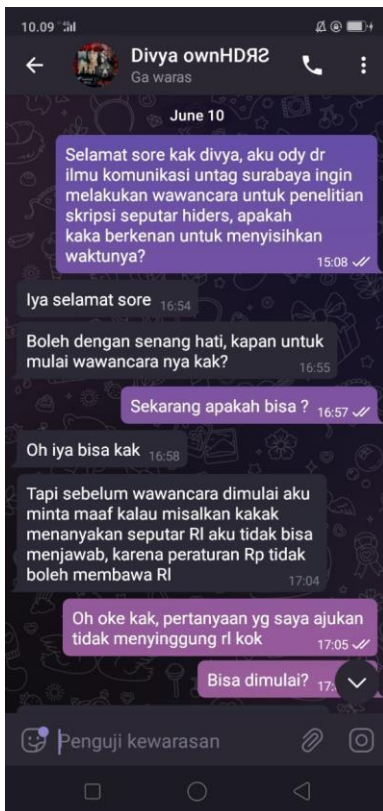 10.09
Divya ownHDЯƧ
Ga waras
June 10
Selamat sore kak divya, aku ody dr
ilmu komunikasi untag surabaya ingin
melakukan wawancara untuk penelitian
skripsi seputar hiders, apakah
kaka berkenan untuk menyisihkan
waktunya?
15:08
Iya selamat sore 16:54
Boleh dengan senang hati, kapan untuk
mulai wawancara nya kak?
16:55
Sekarang apakah bisa ? 16:57
Oh iya bisa kak 16:58
Tapi sebelum wawancara dimulai aku
minta maaf kalau misalkan kakak
menanyakan seputar Rl aku tidak bisa
menjawab, karena peraturan Rp tidak
boleh membawa Rl
17:04
Oh oke kak, pertanyaan yg saya ajukan
tidak menyinggung rl kok
17:05
Bisa dimulai?
Penguji kewarasan